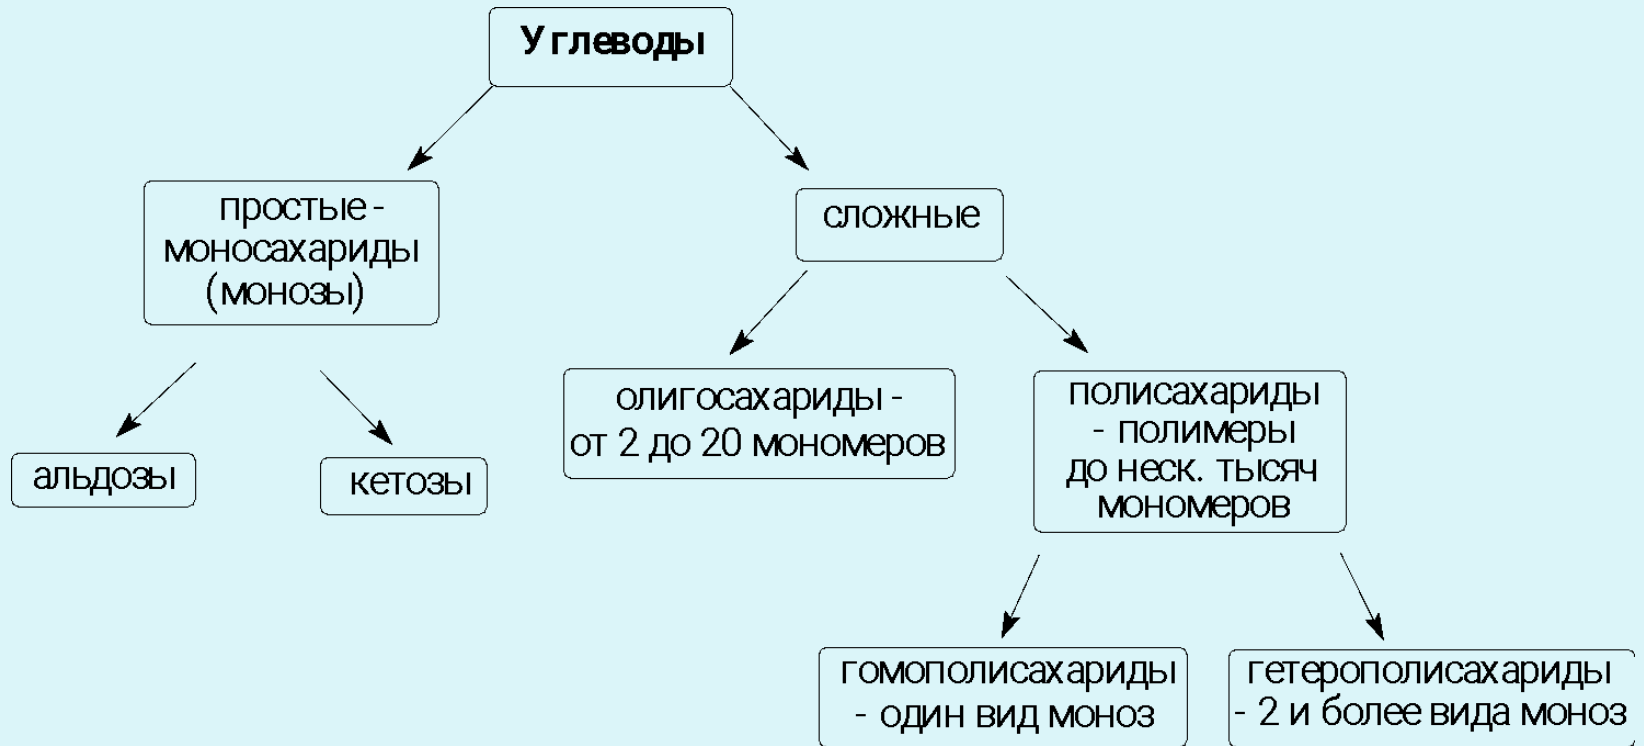 Углеводы
простые -
моносахариды
(монозы)
сложные
альдозы
кетозы
олигосахариды -
от 2 до 20 мономеров
полисахариды
- полимеры
до неск. тысяч
мономеров
гомополисахариды
- один вид моноз
гетерополисахариды
- 2 и более вида моноз